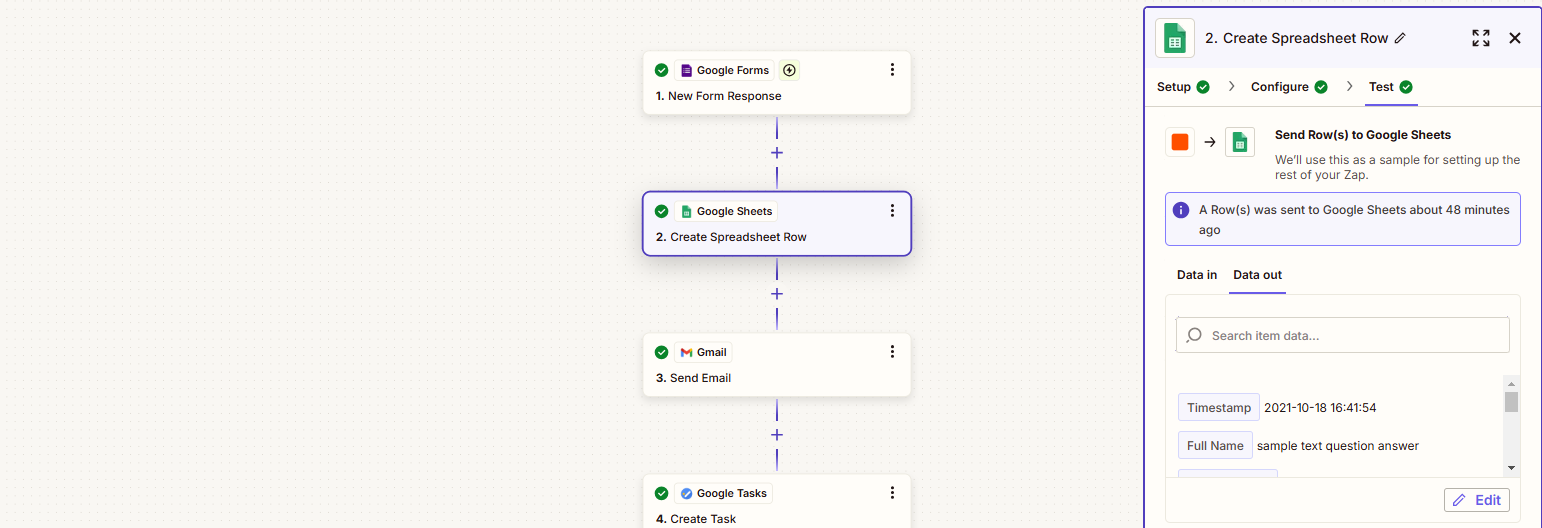 Google Forms
1. New Form Response
Google Sheets
2. Create Spreadsheet Row
Gmail
3. Send Email
Google Tasks
4. Create Task
2. Create Spreadsheet Row
Setup
Configure
Test
Send Row(s) to Google Sheets
We'll use this as a sample for setting up the
rest of your Zap.
A Row(s) was sent to Google Sheets about 48 minutes
ago
Data in
Data out
Search item data...
Timestamp 2021-10-18 16:41:54
Full Name sample text question answer
Edit